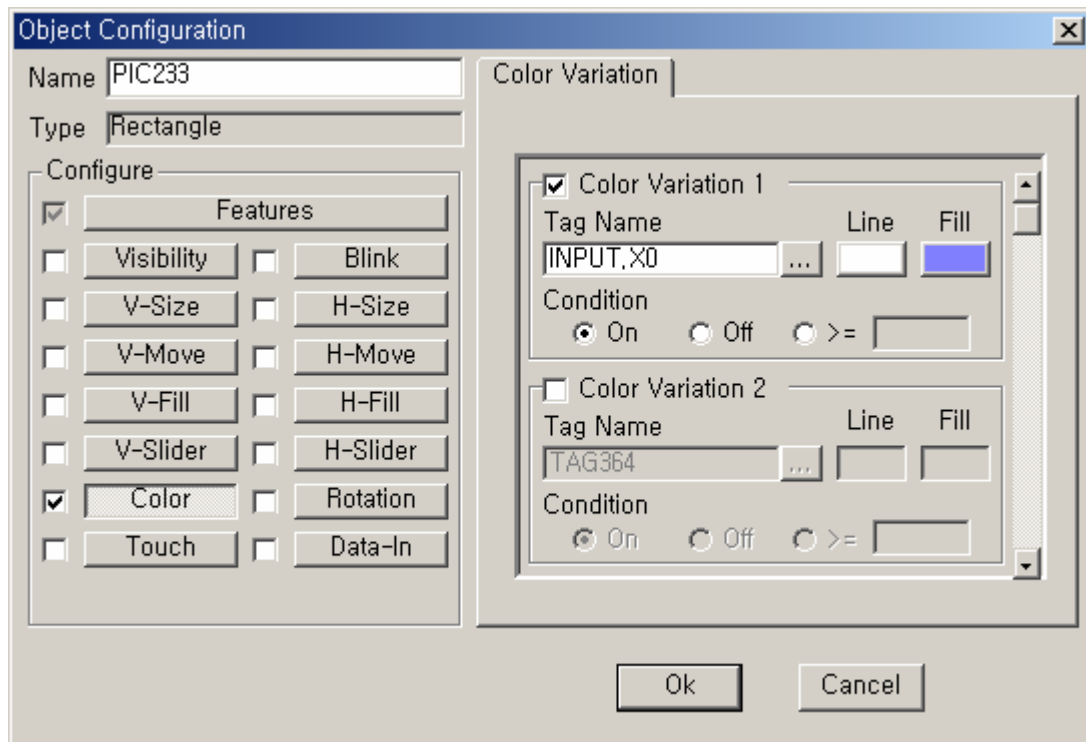 Object Configuration
Name PIC233
Type Rectangle
Configure
Features
Visibility Blink
V-Size H-Size
V-Move H-Move
V-Fill H-Fill
V-Slider H-Slider
Color Rotation
Touch Data-In
Color Variation
Color Variation 1
Tag Name Line Fill
INPUT.X0 ...
Condition
On Off >=
Color Variation 2
Tag Name Line Fill
TAG364 ...
Condition
On Off >=
Ok Cancel